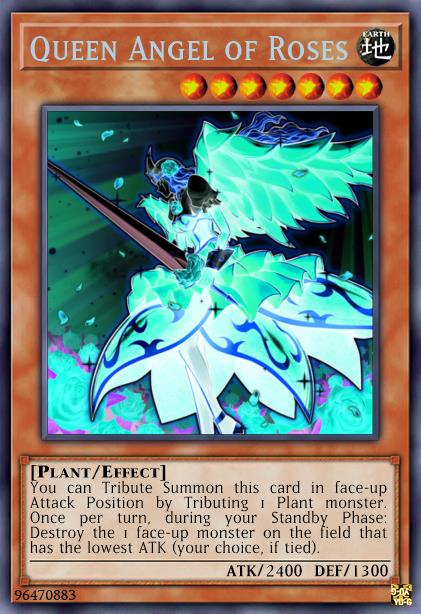 QUEEN ANGEL OF ROSES
EARTH
地
[PLANT/EFFECT]
You can Tribute Summon this card in face-up
Attack Position by Tributing 1 Plant monster.
Once per turn, during your Standby Phase:
Destroy the 1 face-up monster on the field that
has the lowest ATK (your choice, if tied).
ATK/2400 DEF/1300
96470883